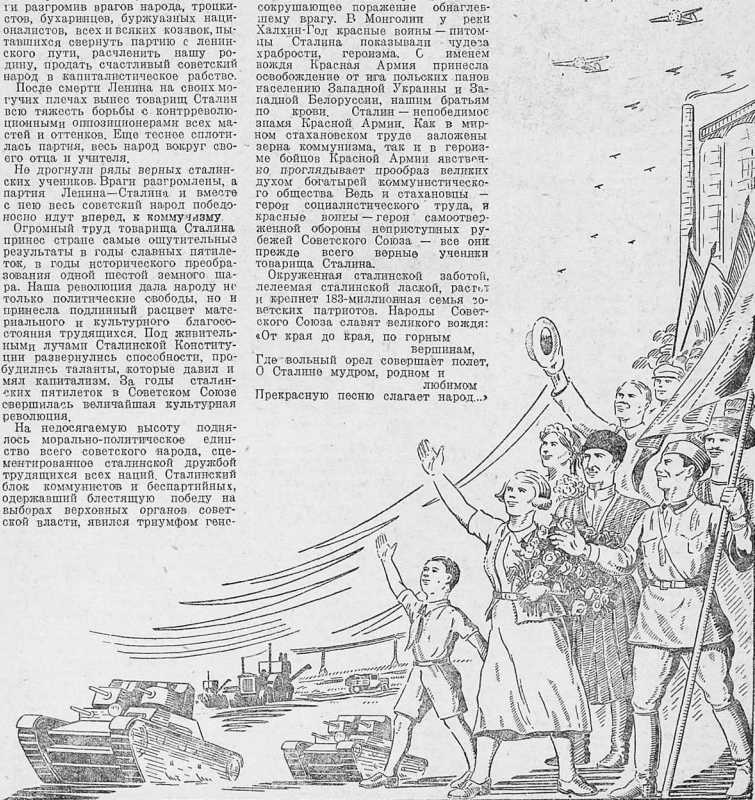 ги разгромив врагов народа, троцки-
стов, бухаринцев, буржуазных наци-
оналистов, всех и всяких козявок, пы-
тавшихся свернуть партию с ленин-
ского пути, расчленить нашу ро-
дину, продать счастливый советский
народ в капиталистическое рабство.
После смерти Ленина на своих мо-
гучих плечах вынес товарищ Сталин
всю тяжесть борьбы с контрреволю-
ционными оппозиционерами всех ма-
стей и оттенков. Еще теснее сплоти-
лась партия, весь народ вокруг сво-
его отца и учителя.
Не дрогнули ряды верных сталин-
ских учеников. Враги разгромлены, а
партия Ленина—Сталина и вместе
с нею весь советский народ победо-
носно идут вперед, к коммунизму.
Огромный труд товарища Сталина
принес стране самые ощутительные
результаты в годы славных пятиле-
ток, в годы исторического преобра-
зования одной шестой земного ша-
ра. Наша революция дала народу не
только политические свободы, но и
принесла подлинный расцвет мате-
риального и культурного благосо-
стояния трудящихся. Под живитель-
ными лучами Сталинской Конститу-
ции развернулись способности, про-
будились таланты, которые давил и
мял капитализм. За годы сталин-
ских пятилеток в Советском Союзе
свершилась величайшая культурная
революция.
На недосягаемую высоту подня-
лось морально-политическое един-
ство всего советского народа, сце-
ментированное сталинской дружбой
трудящихся всех наций. Сталинский
блок коммунистов и беспартийных,
одержавший блестящую победу на
выборах верховных органов совет-
ской власти, явился триумфом гене-
сокрушающее поражение обнаглев-
шему врагу. В Монголии у реки
Халхин-Гол красные воины — питом-
цы Сталина показывали чудеса
храбрости, героизма. С именем
вождя Красная Армия принесла
освобождение от ига польских панов
населению Западной Украины и За-
падной Белоруссии, нашим братьям
по крови. Сталин — непобедимое
знамя Красной Армии. Как в мир-
ном стахановском труде заложены
зерна коммунизма, так и в героиз-
ме бойцов Красной Армии явствен-
но проглядывает прообраз великих
духом богатырей коммунистическо-
го общества Ведь и стахановцы —
герои социалистического труда, и
красные воины — герои самоотвер-
женной обороны неприступных ру-
бежей Советского Союза — все они
прежде всего верные ученики
товарища Сталина.
Окруженная сталинской заботой,
лелеемая сталинской лаской, растет
и крепнет 183-миллионная семья со-
ветских патриотов. Народы Совет-
ского Союза славят великого вождя:
«От края до края, по горным
вершинам,
Где вольный орел совершает полет,
О Сталине мудром, родном и
любимом
Прекрасную песню слагает народ...»